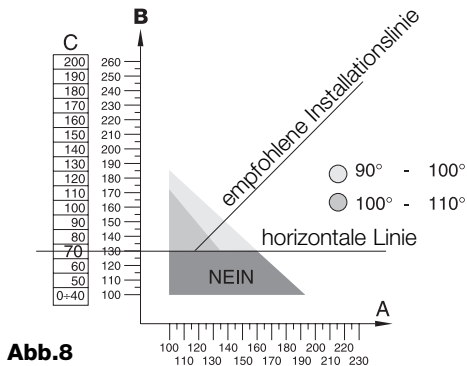 B
C
200 260
190 250
180 240
170 230
160 220
150 210
140 200
130 190
120 180
110 170
100 160
90 150
80 140
70 130
60 120
50 110
0÷40 100
empfohlene Installationslinie
90° - 100°
100° - 110°
horizontale Linie
NEIN
A
100 120 140 160 180 200 220
110 130 150 170 190 210 230
Abb.8